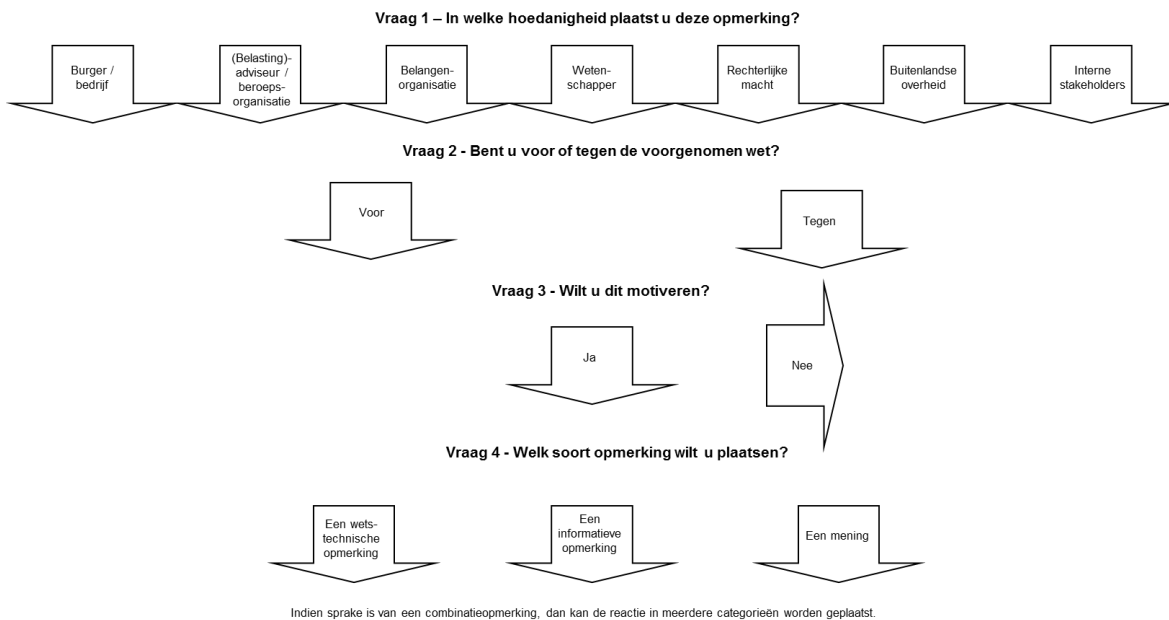 Vraag 1 – In welke hoedanigheid plaatst u deze opmerking?
Burger /
bedrijf
(Belasting)-
adviseur /
beroeps-
organisatie
Belangen-
organisatie
Weten-
schapper
Rechterlijke
macht
Buitenlandse
overheid
Interne
stakeholders
Vraag 2 - Bent u voor of tegen de voorgenomen wet?
Voor
Tegen
Vraag 3 - Wilt u dit motiveren?
Ja
Nee
Vraag 4 - Welk soort opmerking wilt u plaatsen?
Een wets-
technische
opmerking
Een
informatieve
opmerking
Een mening
Indien sprake is van een combinatieopmerking, dan kan de reactie in meerdere categorieën worden geplaatst.